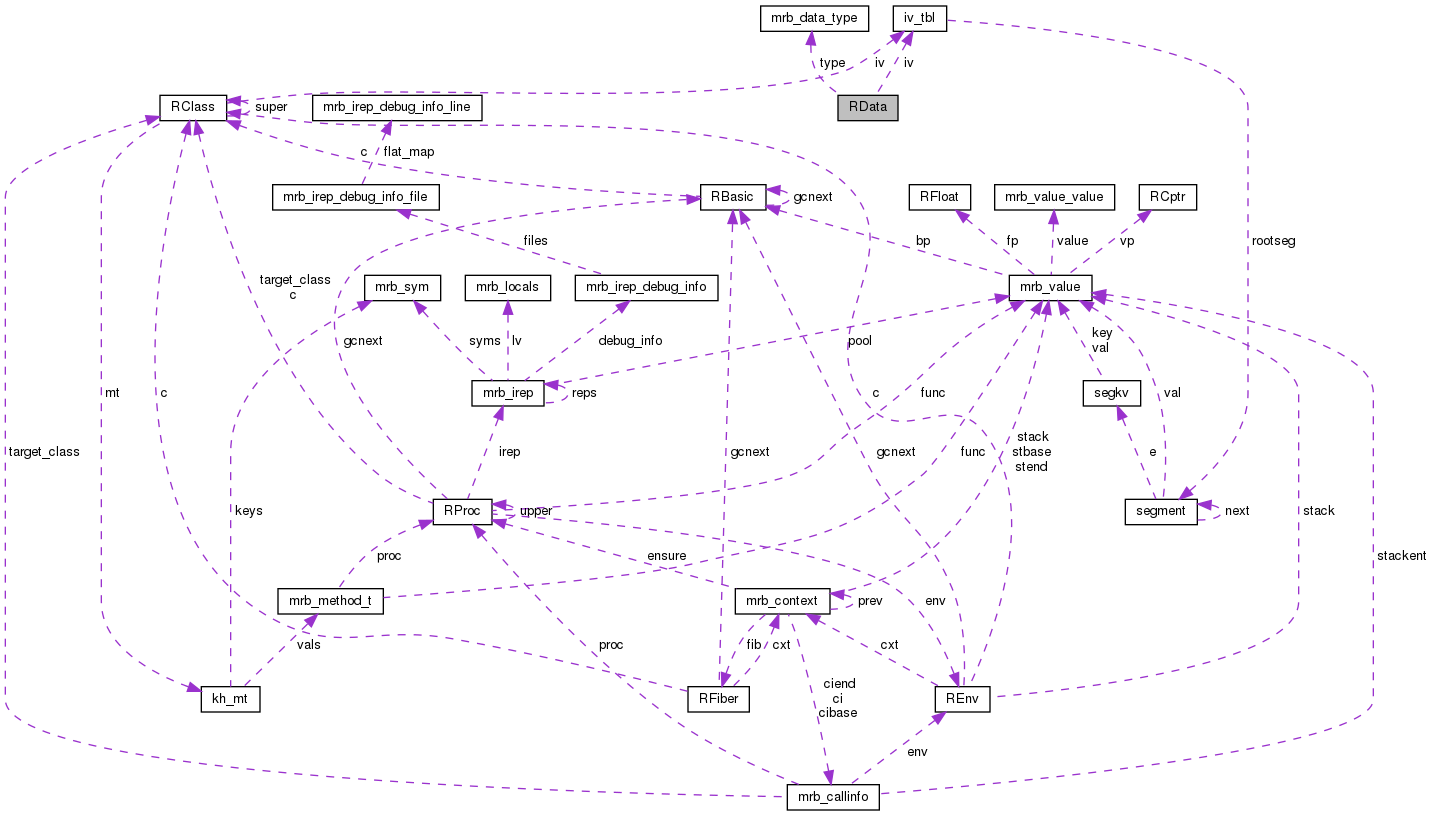 mrb_data_type
iv_tbl
type
iv
iv
RClass
super
mrb_irep_debug_info_line
RData
c
flat_map
mrb_irep_debug_info_file
RBasic
gcnext
RFloat
mrb_value_value
RCptr
files
bp
fp
value
vp
rootseg
target_class
c
mrb_sym
mrb_locals
mrb_irep_debug_info
mrb_value
gcnext
syms
lv
debug_info
pool
key
val
mt
c
mrb_irep
reps
c
func
segkv
val
target_class
irep
gcnext
gcnext
func
stack
stbase
stend
e
stackent
keys
RProc
upper
segment
next
stack
proc
ensure
mrb_method_t
mrb_context
prev
env
vals
proc
fib
cxt
cxt
kh_mt
RFiber
ciend
ci
cibase
REnv
env
mrb_callinfo